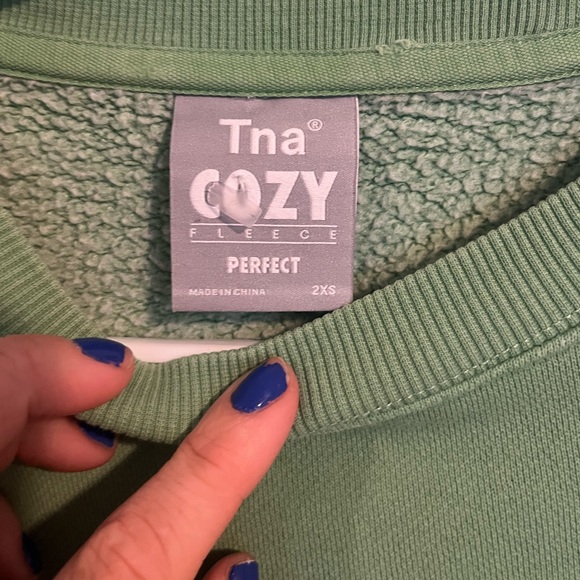 Tna®
COZY
FLEECE
PERFECT
MADE IN CHINA 2XS